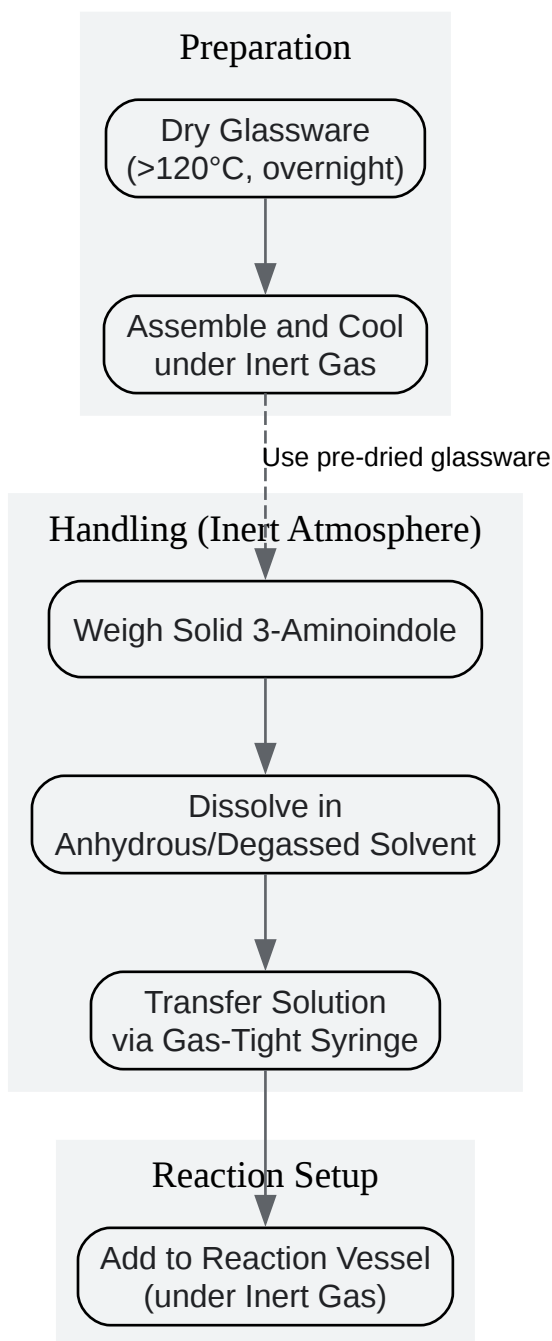 Preparation
Dry Glassware
(>120°C, overnight)
Assemble and Cool
under Inert Gas
Use pre-dried glassware
Handling (Inert Atmosphere)
Weigh Solid 3-Aminoindole
Dissolve in
Anhydrous/Degassed Solvent
Transfer Solution
via Gas-Tight Syringe
Reaction Setup
Add to Reaction Vessel
(under Inert Gas)